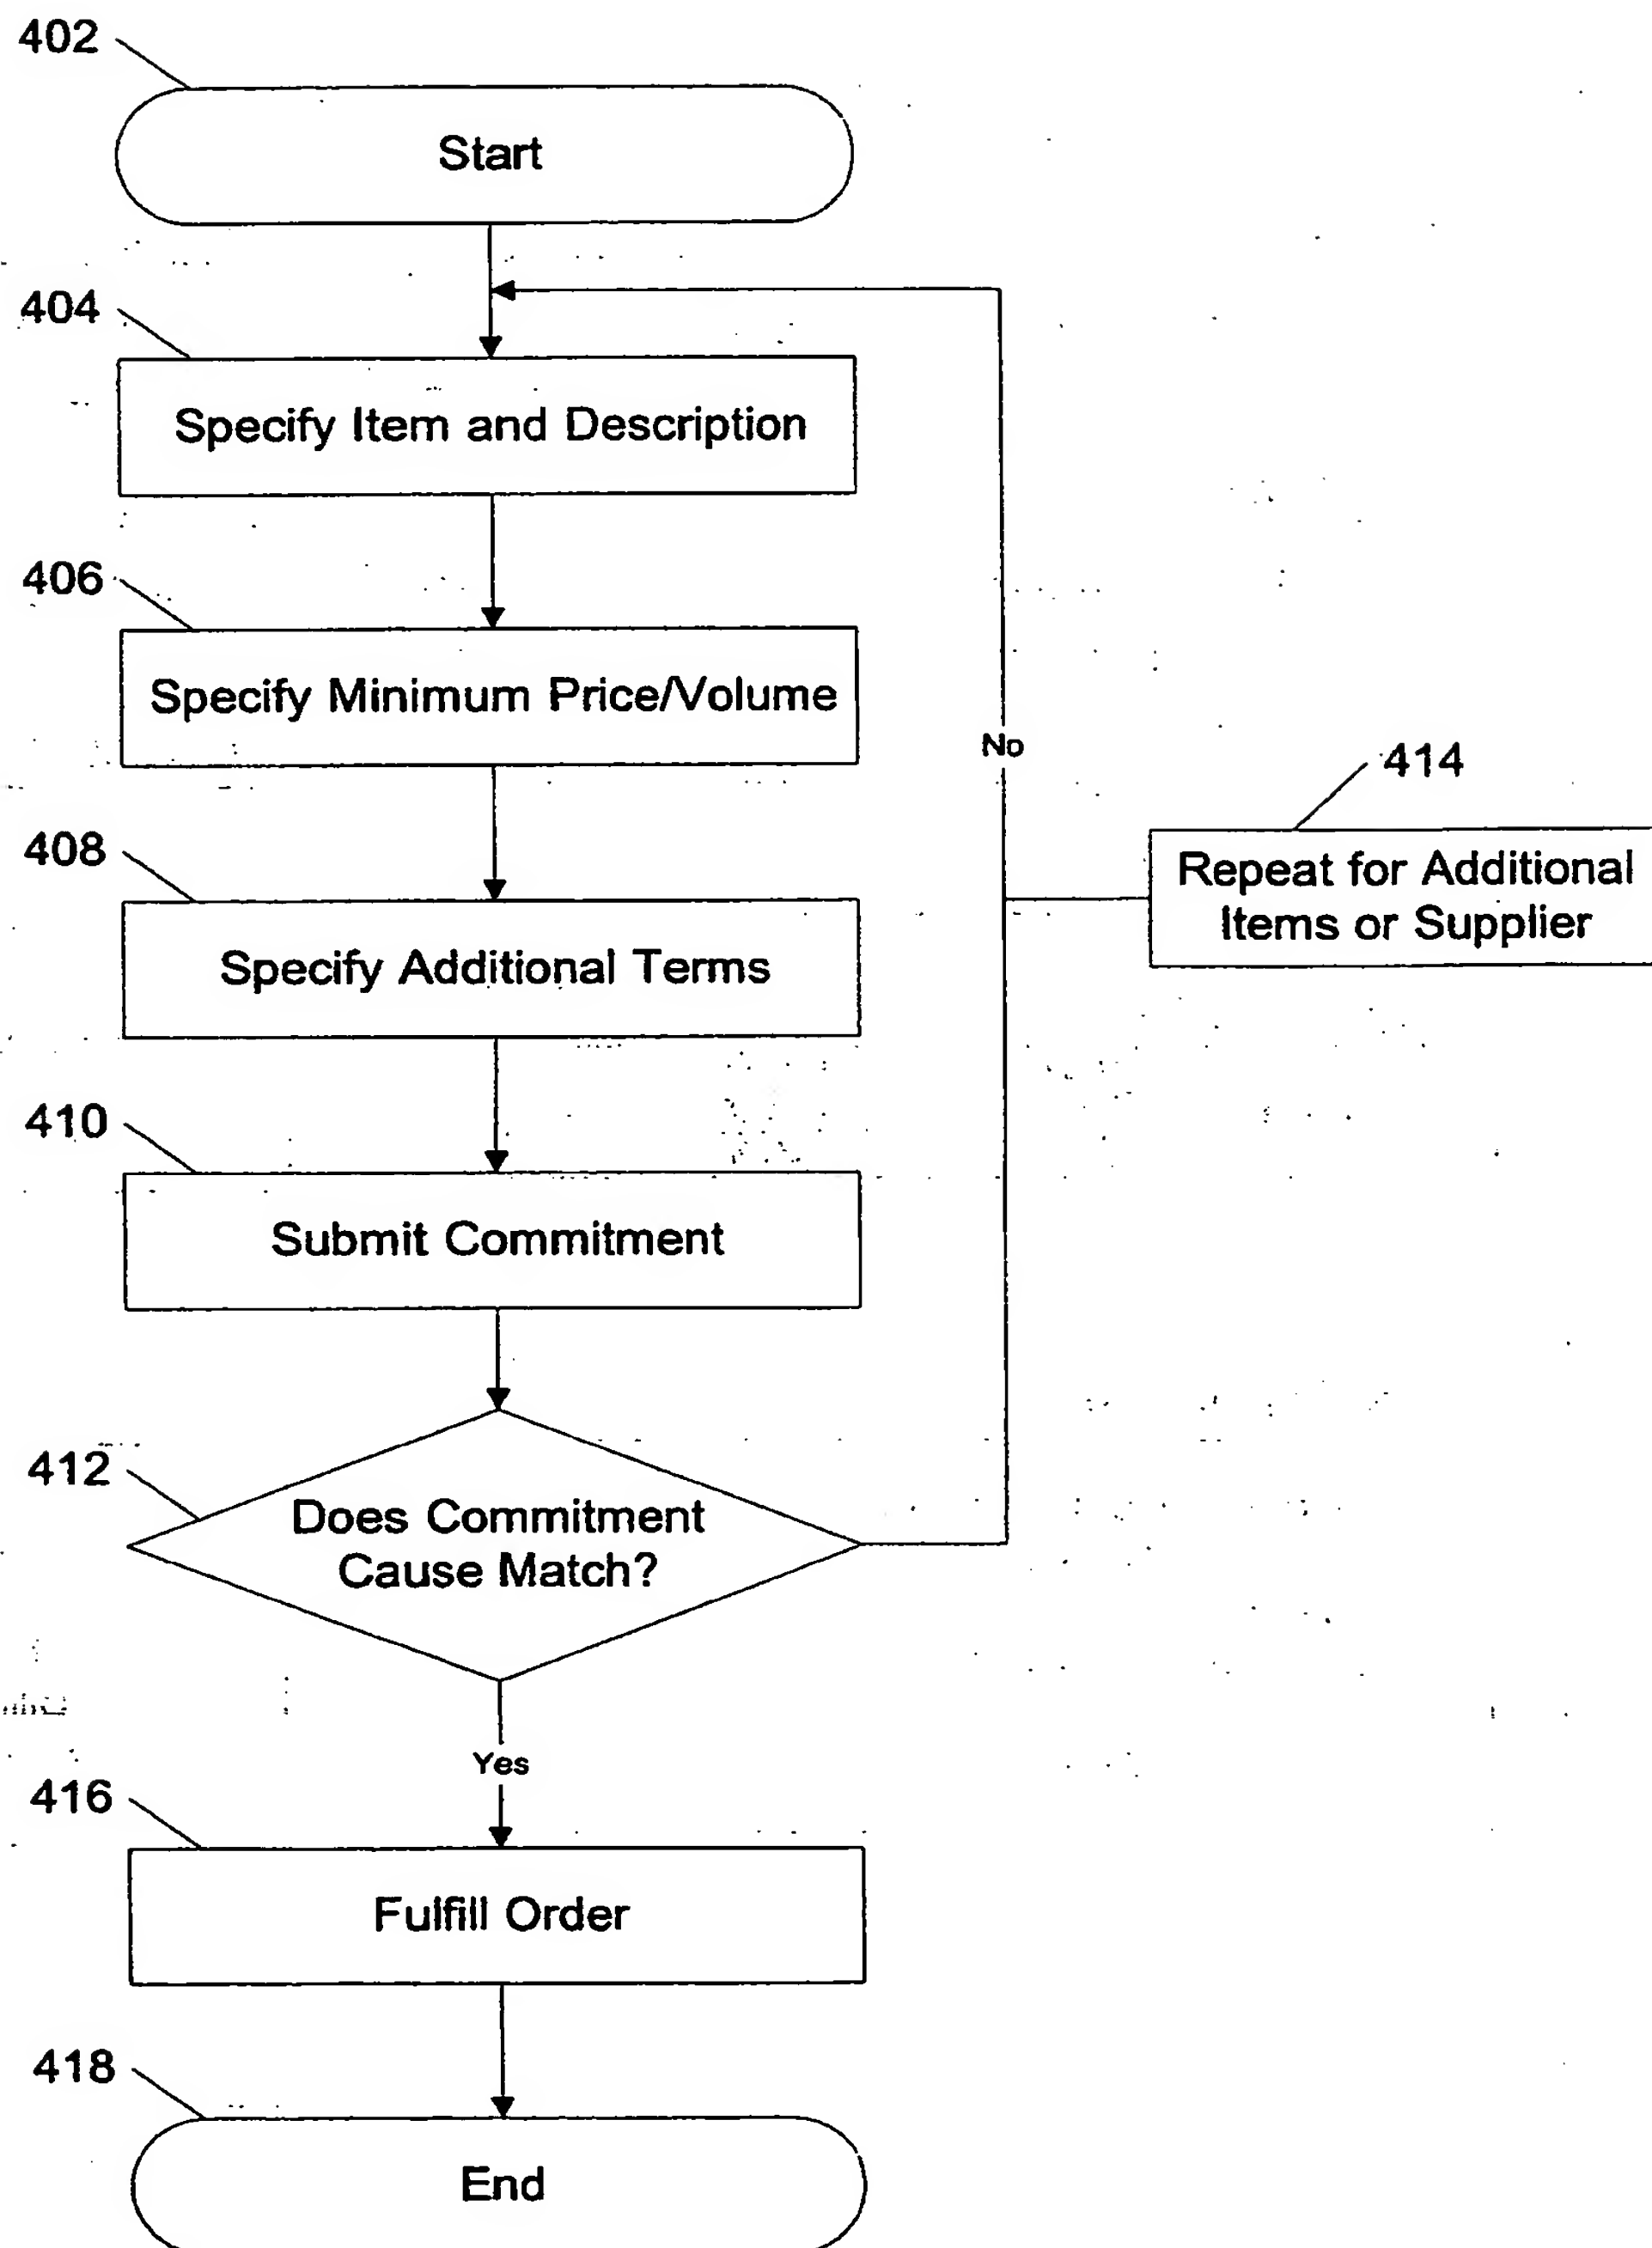 402
Start
404
Specify Item and Description
406
Specify Minimum Price/Volume
No
414
Repeat for Additional
Items or Supplier
408
Specify Additional Terms
410
Submit Commitment
412
Does Commitment
Cause Match?
Yes
416
Fulfill Order
418
End